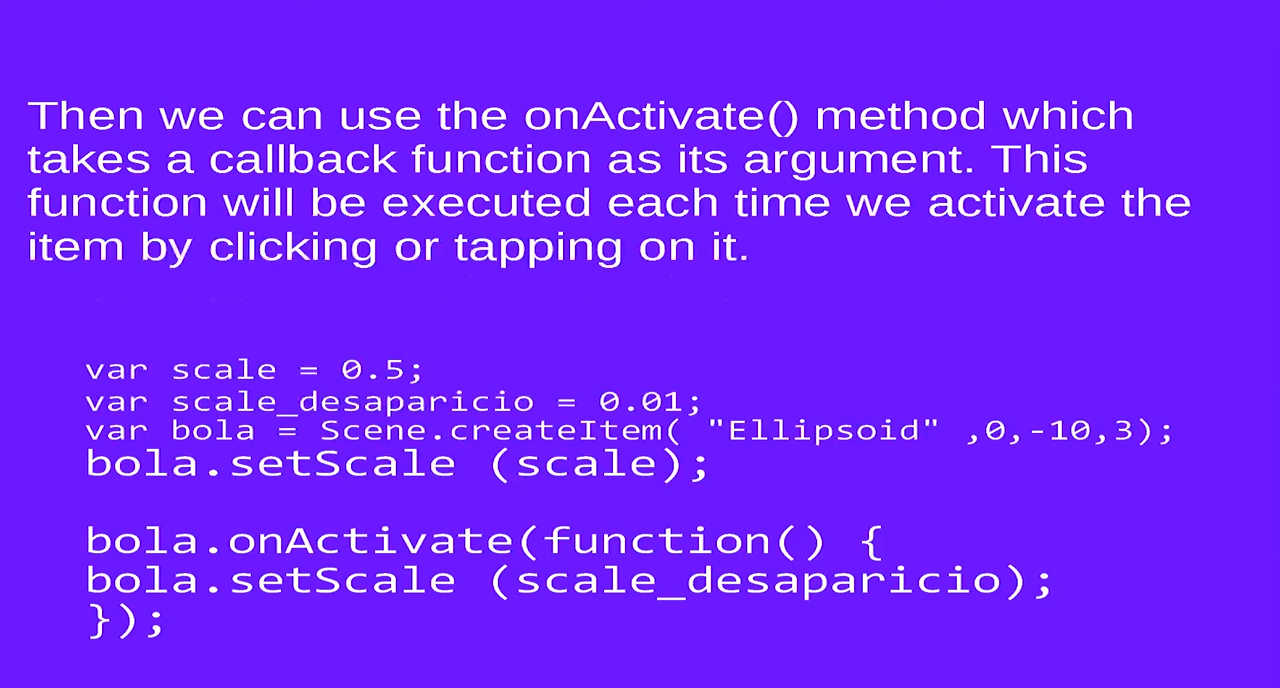 Then we can use the onActivate() method which
takes a callback function as its argument. This
function will be executed each time we activate the
item by clicking or tapping on it.
var scale = 0.5;
var scale_desaparicio = 0.01;
var bola = Scene.createItem( "Ellipsoid" ,0,-10,3);
bola.setScale (scale);
bola.onActivate(function() {
bola.setScale (scale_desaparicio);
});